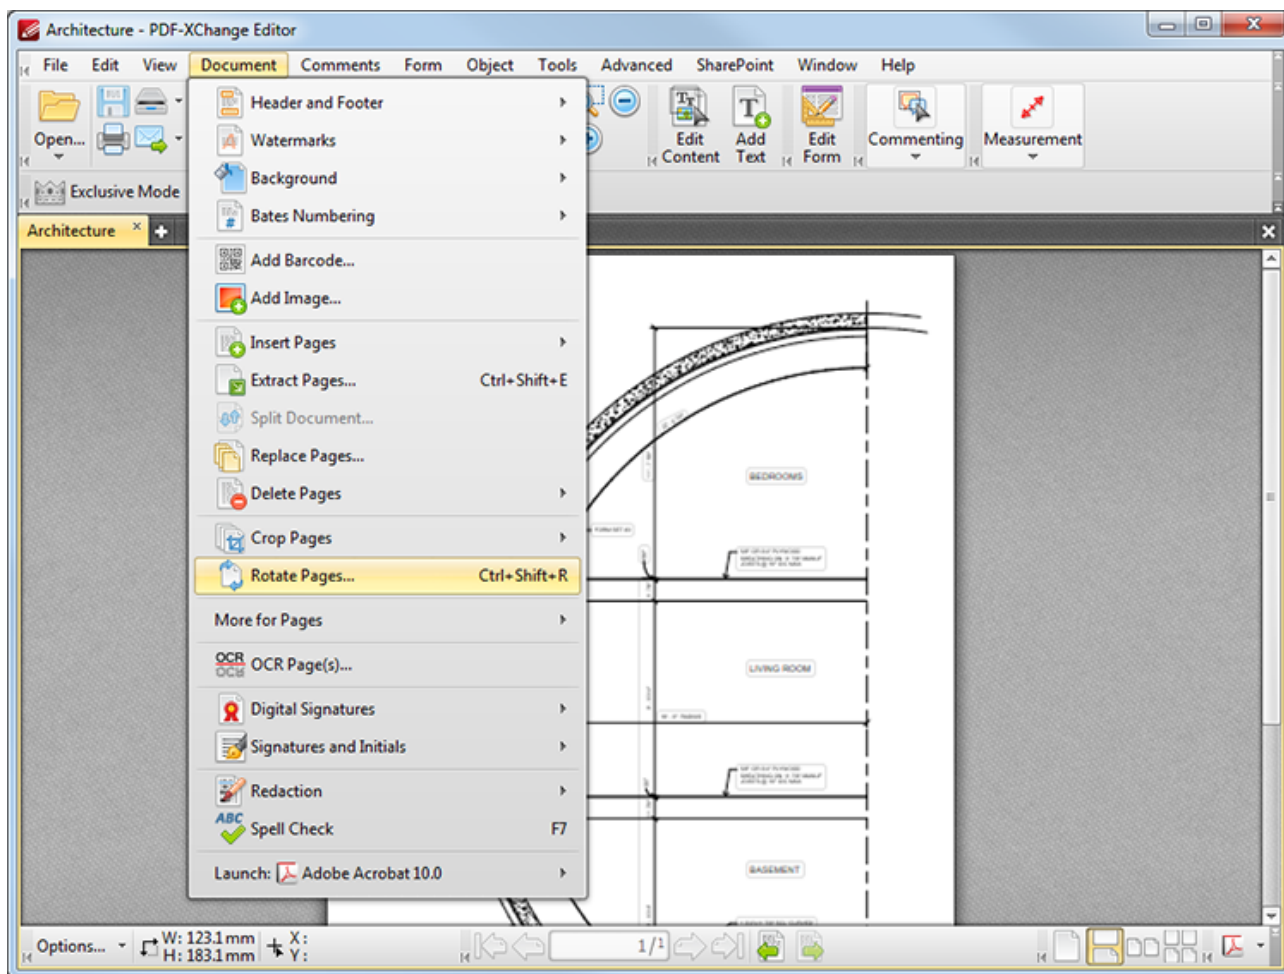 Architecture - PDF-XChange Editor
File Edit View Document Comments Form Object Tools Advanced SharePoint Window Help
Open...
Edit Content
Add Text
Edit Form
Commenting
Measurement
Exclusive Mode
Architecture
Header and Footer
Watermarks
Background
Bates Numbering
Add Barcode...
Add Image...
Insert Pages
Extract Pages... Ctrl+Shift+E
Split Document...
Replace Pages...
Delete Pages
Crop Pages
Rotate Pages... Ctrl+Shift+R
More for Pages
OCR OCR Page(s)...
Digital Signatures
Signatures and Initials
Redaction
ABC
Spell Check F7
Launch: Adobe Acrobat 10.0
BEDROOMS
LIVING ROOM
BASEMENT
Options...
W: 123.1 mm
H: 183.1 mm
X:
Y:
1/1